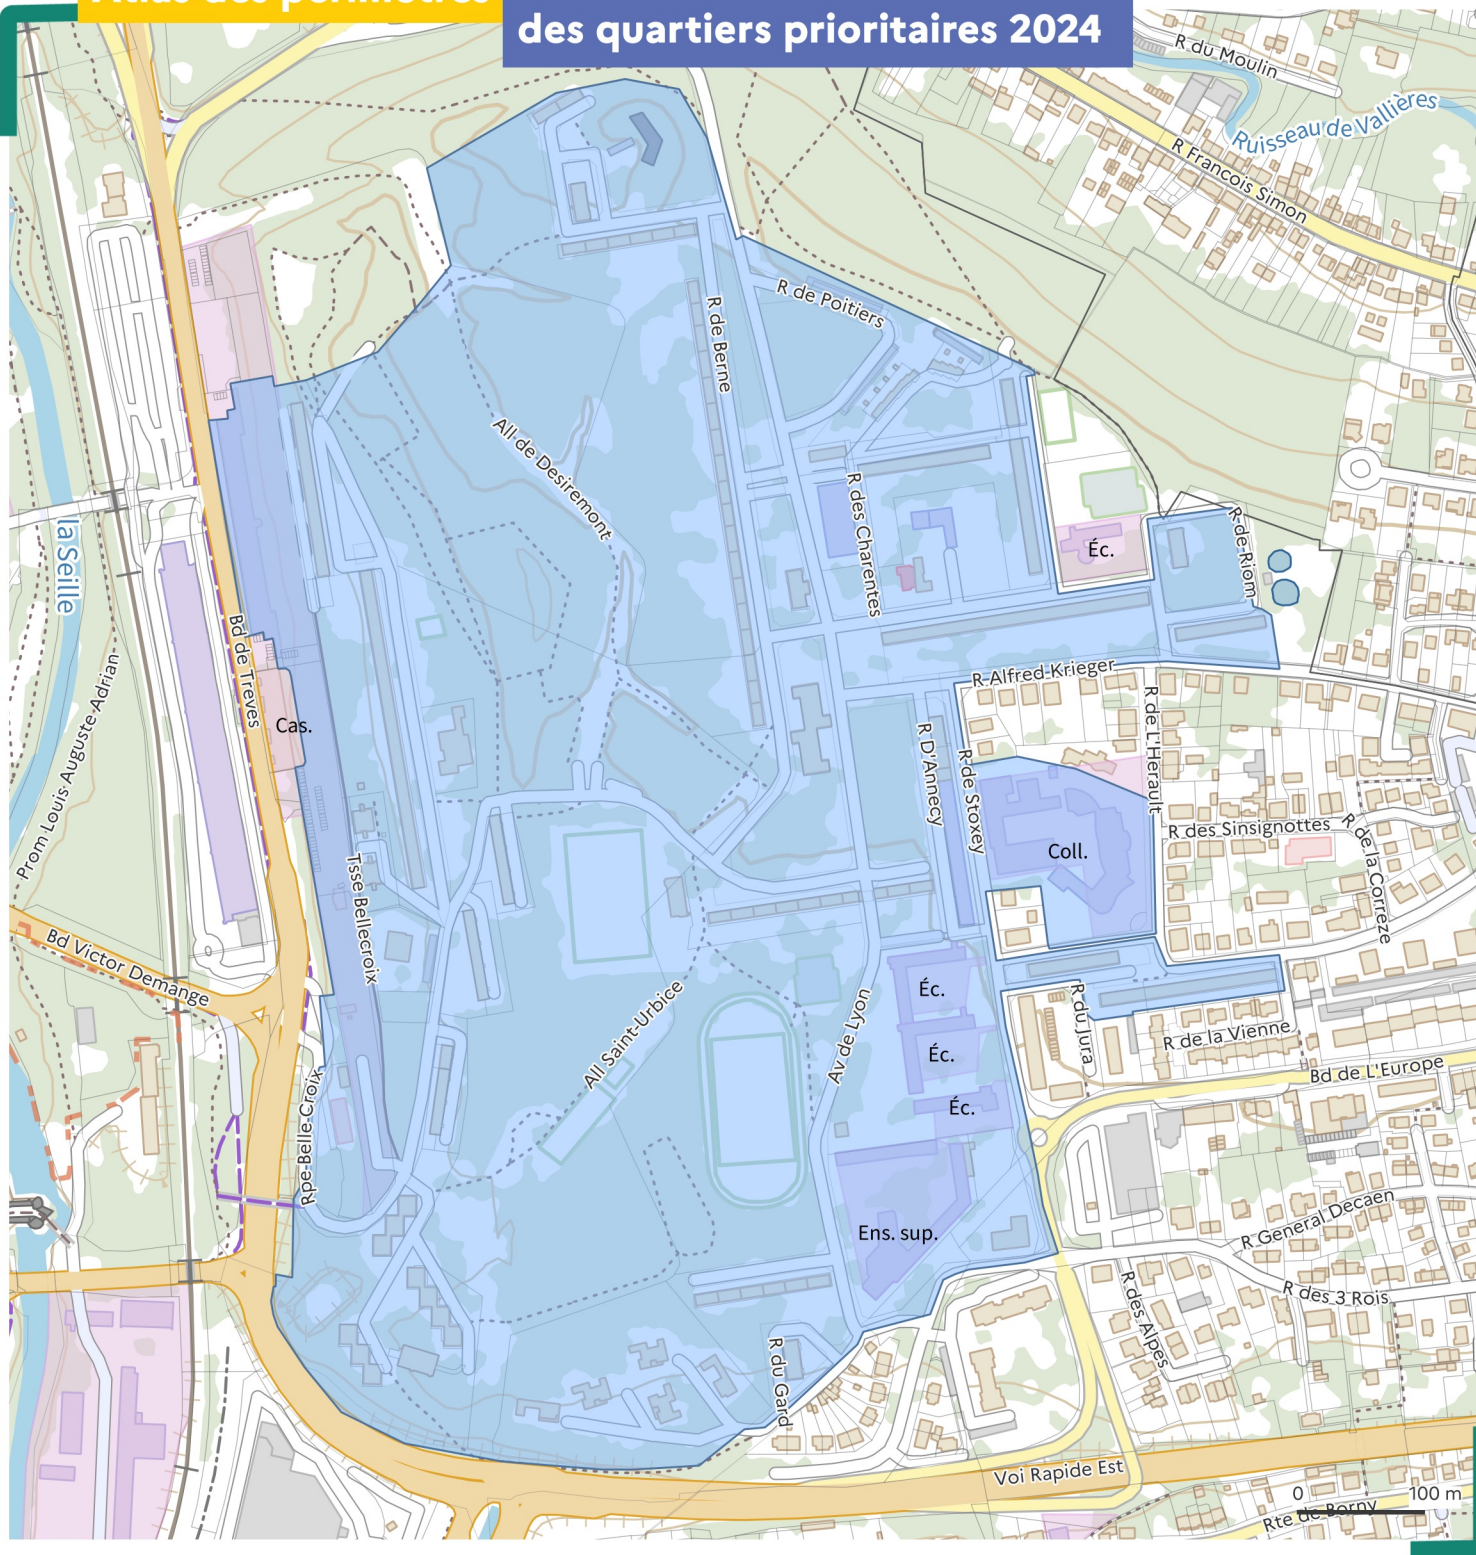 Atlas des périmètres
des quartiers prioritaires 2024
R du Moulin
Ruisseau de Vallières
R Francois Simon
R de Poitiers
R de Berne
All de Desiremont
R des Charentes
Éc.
R de Riom
la Seille
Bd de Treves
Prom Louis Auguste Adrian
Cas.
R Alfred Krieger
R de L'Herault
R D'Annecy
R de Stoxey
Coll.
R des Sinsignottes
R de la Correze
Tsse Bellecroix
Bd Victor Demange
All Saint-Urbice
Av de Lyon
Éc.
Éc.
Éc.
R du Jura
R de la Vienne
Bd de L'Europe
Rpe Belle Croix
Ens. sup.
R General Decaen
R des 3 Rois
R des Alpes
R du Gard
Voi Rapide Est
0 100 m
Rte de Borny